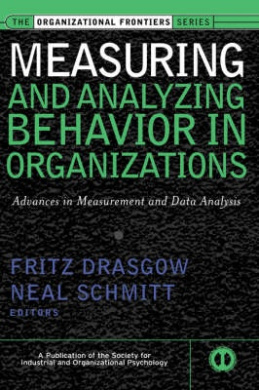 THE ORGANIZATIONAL FRONTIERS SERIES
MEASURING
AND ANALYZING
BEHAVIOR IN
ORGANIZATIONS
Advances in Measurement and Data Analysis
FRITZ DRASGOW
NEAL SCHMITT
EDITORS
A Publication of the Society for
Industrial and Organizational Psychology